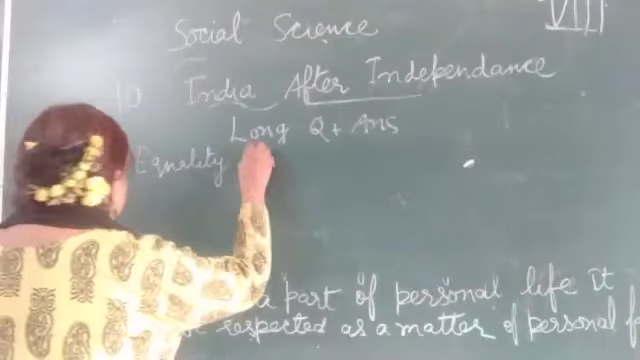 VIII
Social Science
10 India After Independance
Long Q + Ans
Equality
a part of personal life It
respected as a matter of personal